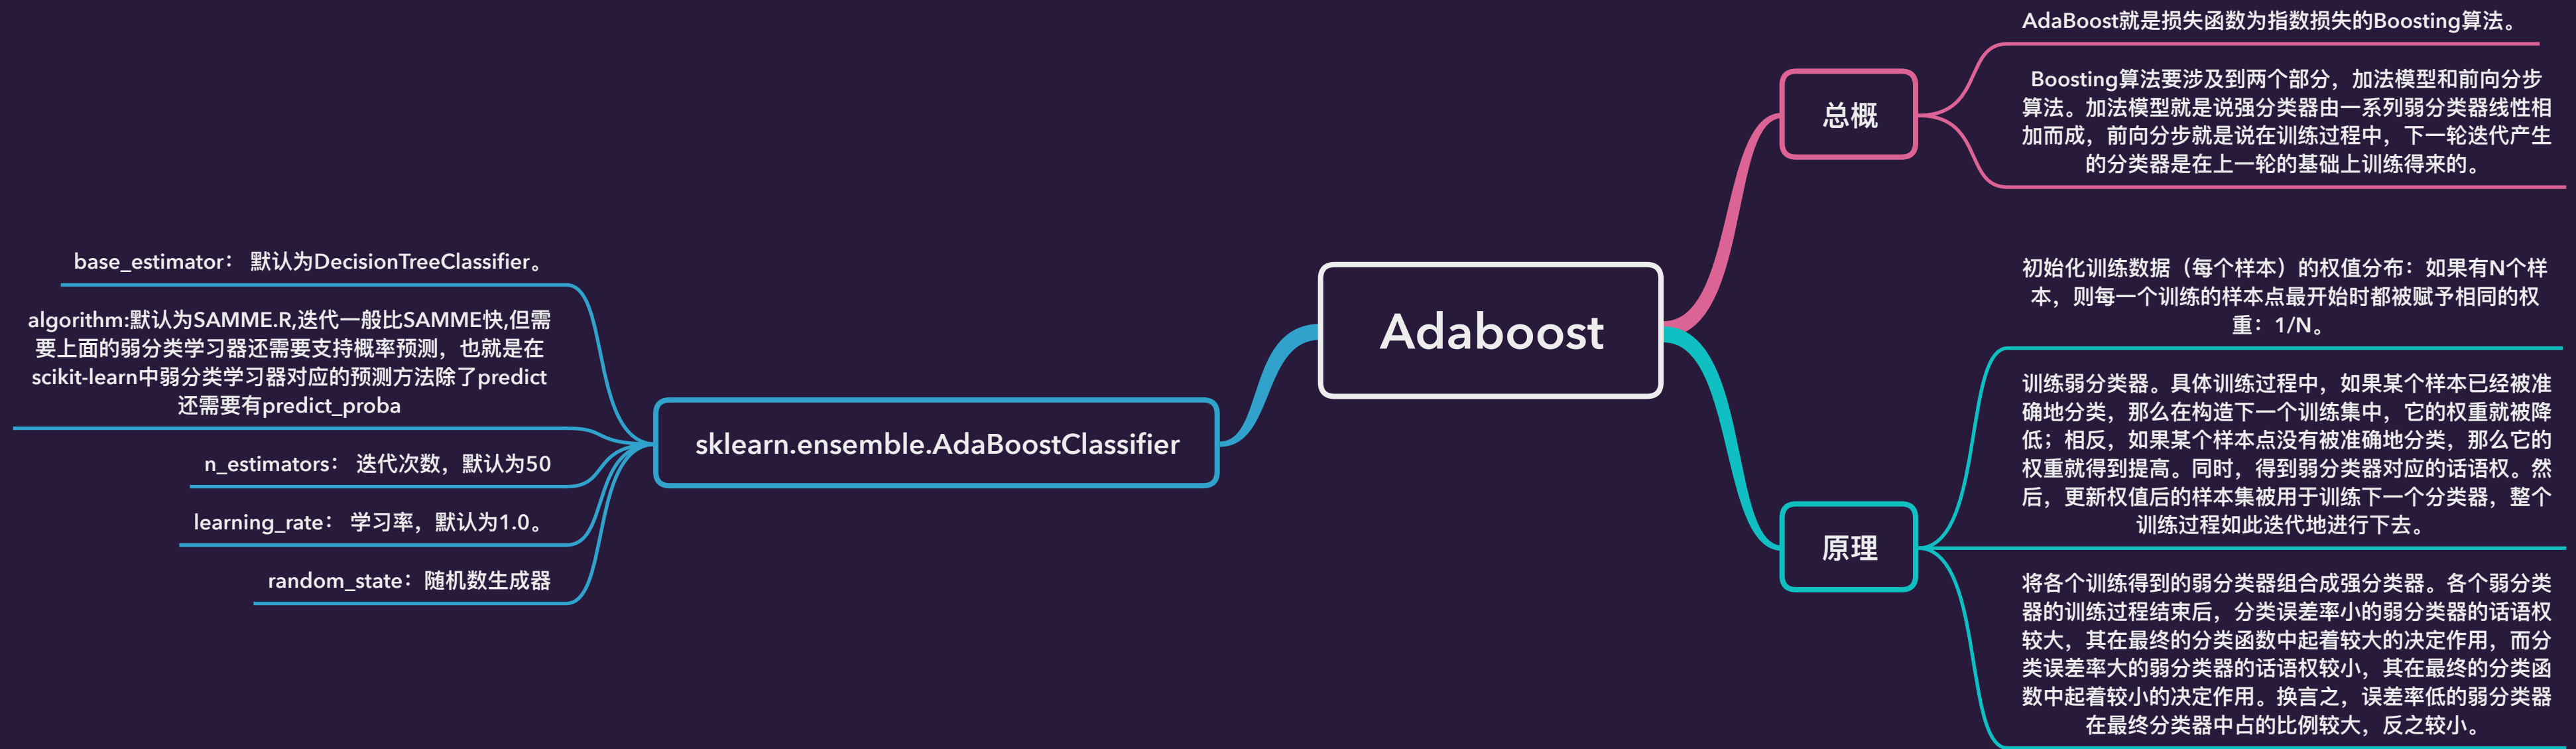 Adaboost
总概
AdaBoost就是损失函数为指数损失的Boosting算法。
Boosting算法要涉及到两个部分，加法模型和前向分步
算法。加法模型就是说强分类器由一系列弱分类器线性相
加而成，前向分步就是说在训练过程中，下一轮迭代产生
的分类器是在上一轮的基础上训练得来的。
原理
初始化训练数据（每个样本）的权值分布：如果有N个样
本，则每一个训练的样本点最开始时都被赋予相同的权
重：1/N。
训练弱分类器。具体训练过程中，如果某个样本已经被准
确地分类，那么在构造下一个训练集中，它的权重就被降
低；相反，如果某个样本点没有被准确地分类，那么它的
权重就得到提高。同时，得到弱分类器对应的话语权。然
后，更新权值后的样本集被用于训练下一个分类器，整个
训练过程如此迭代地进行下去。
将各个训练得到的弱分类器组合成强分类器。各个弱分类
器的训练过程结束后，分类误差率小的弱分类器的话语权
较大，其在最终的分类函数中起着较大的决定作用，而分
类误差率大的弱分类器的话语权较小，其在最终的分类函
数中起着较小的决定作用。换言之，误差率低的弱分类器
在最终分类器中占的比例较大，反之较小。
sklearn.ensemble.AdaBoostClassifier
base_estimator： 默认为DecisionTreeClassifier。
algorithm:默认为SAMME.R,迭代一般比SAMME快,但需
要上面的弱分类学习器还需要支持概率预测，也就是在
scikit-learn中弱分类学习器对应的预测方法除了predict
还需要有predict_proba
n_estimators： 迭代次数，默认为50
learning_rate： 学习率，默认为1.0。
random_state：随机数生成器